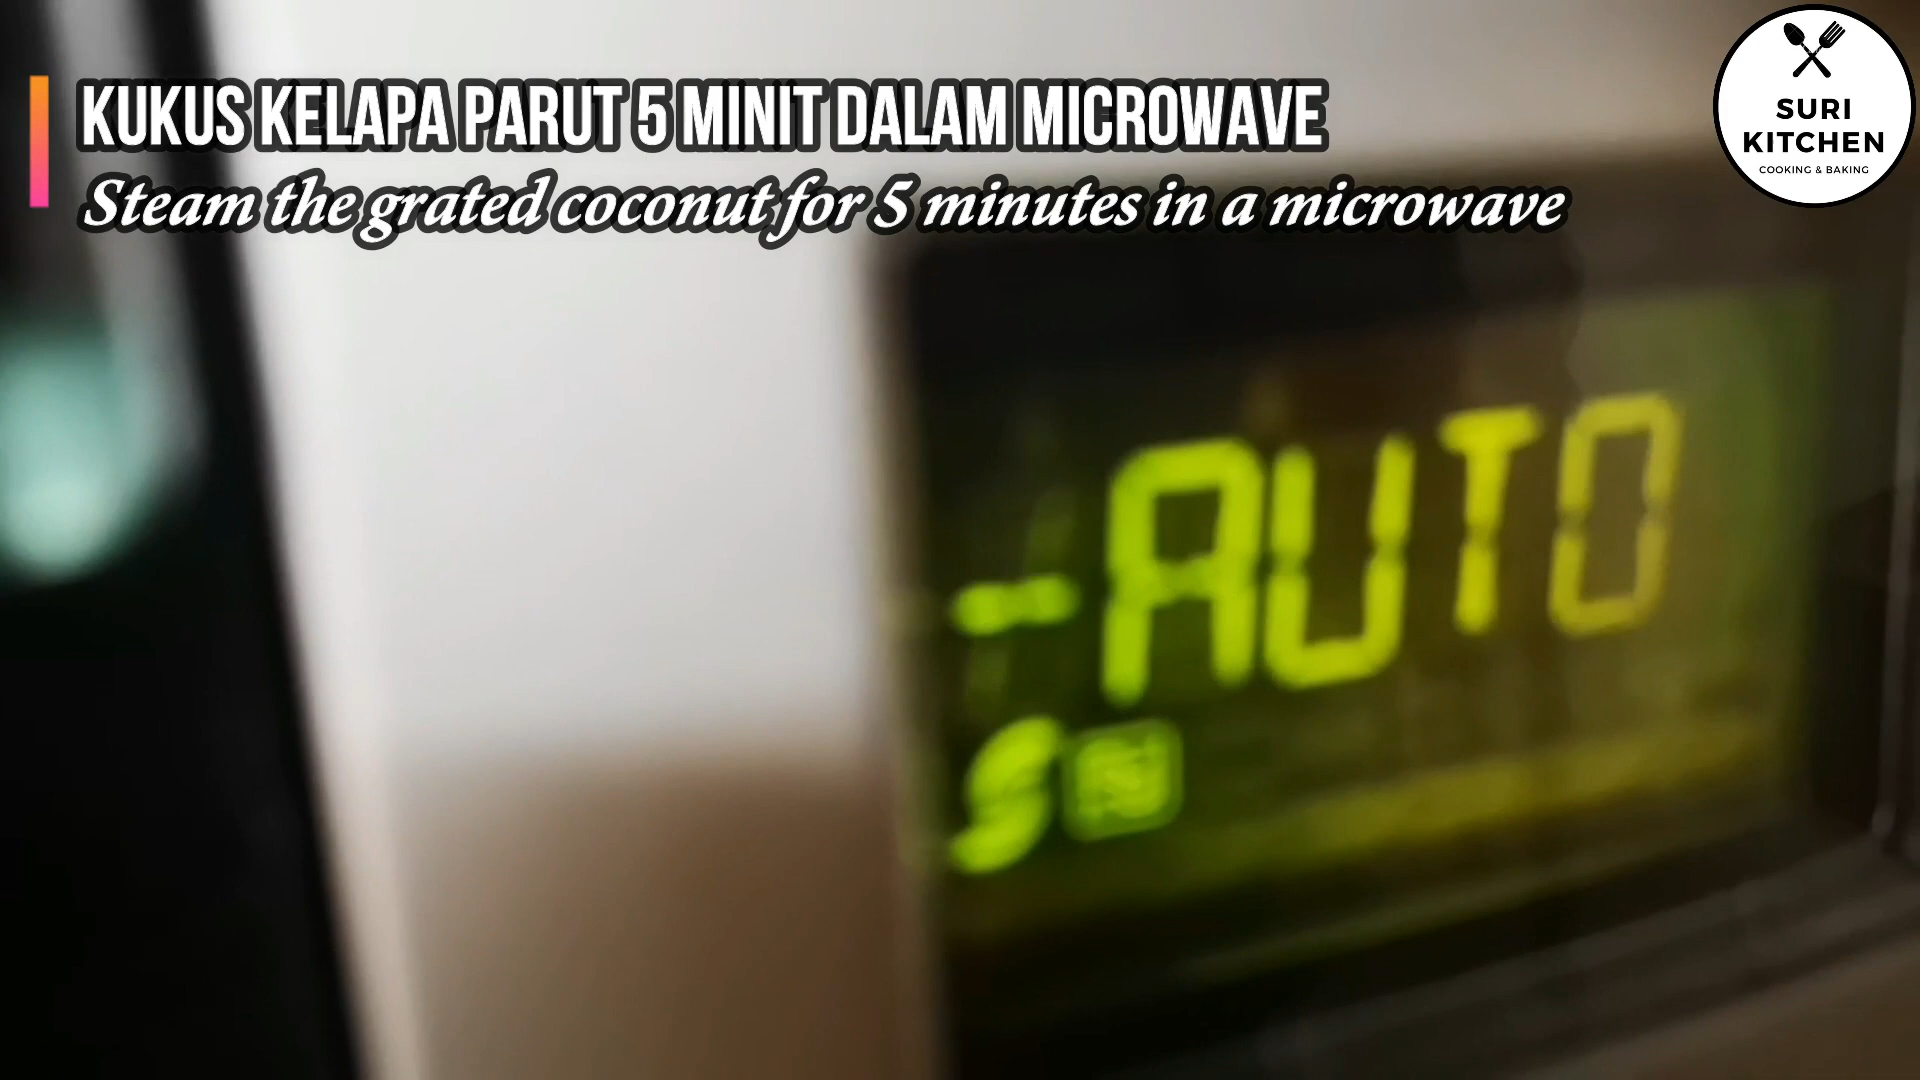 KUKUS KELAPA PARUT 5 MINIT DALAM MICROWAVE
Steam the grated coconut for 5 minutes in a microwave
SURI
KITCHEN
COOKING & BAKING
-AUTO